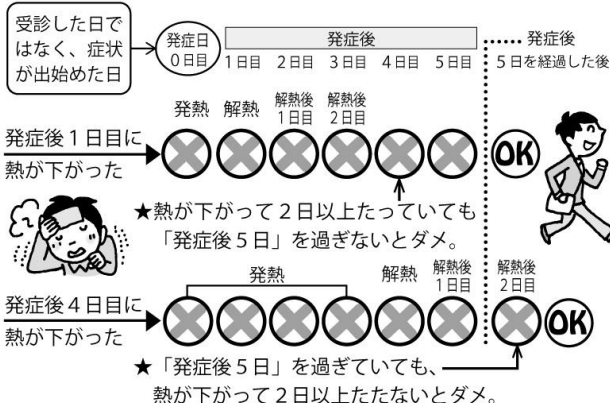 受診した日で
はなく、症状
が出始めた日
発症日
0日目
発症後
1日目 2日目 3日目 4日目 5日目
発症後
5日を経過した後
発熱 解熱 解熱後1日目 解熱後2日目
発症後1日目に
熱が下がった
OK
★熱が下がって2日以上たっていても
「発症後5日」を過ぎないとダメ。
発熱 解熱 解熱後1日目 解熱後2日目
発症後4日目に
熱が下がった
OK
★「発症後5日」を過ぎていても、
熱が下がって2日以上たたないとダメ。